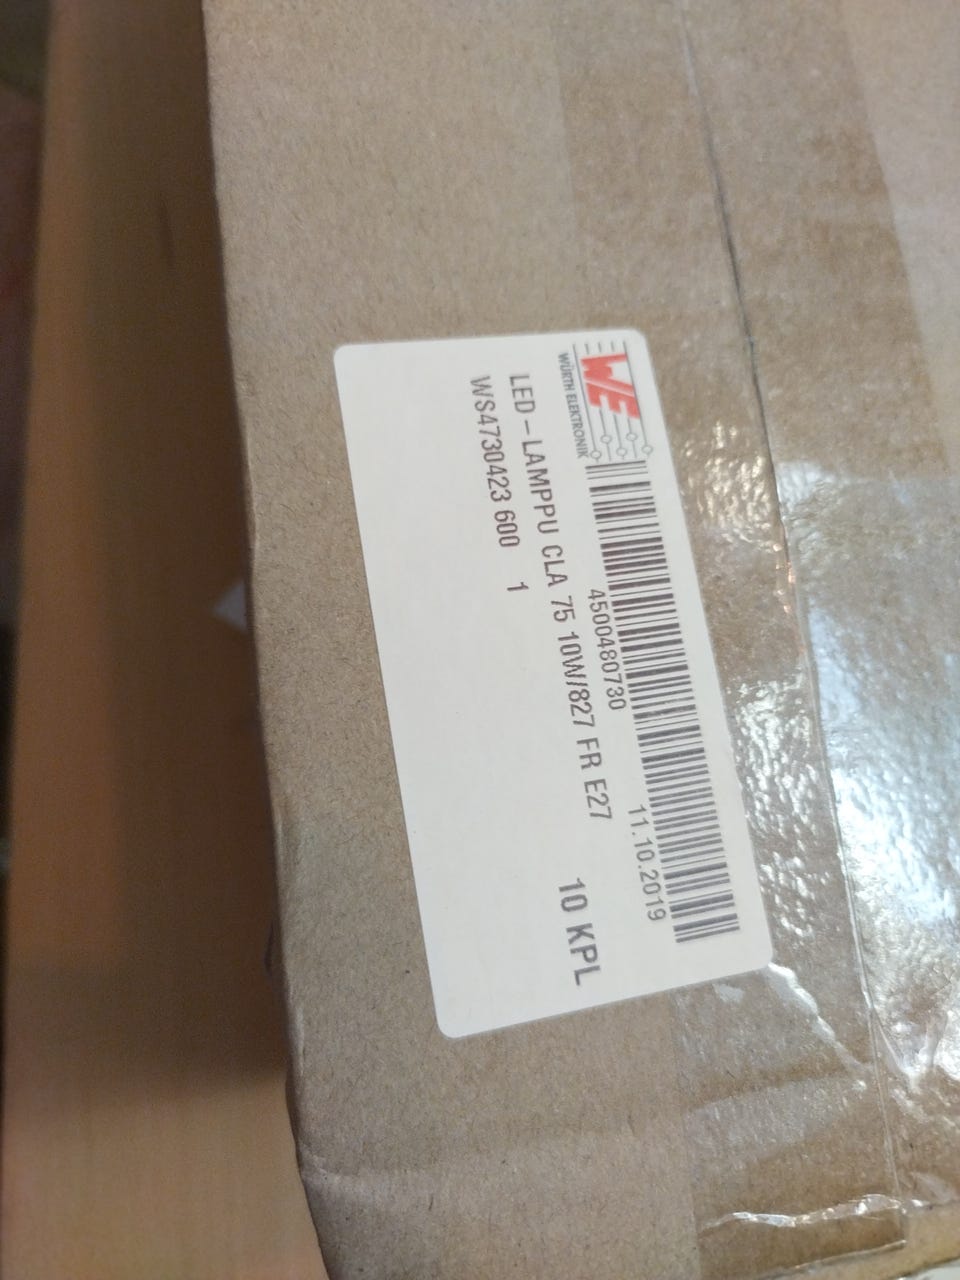 WE
WÜRTH ELEKTRONIK
4500480730 11.10.2019
LED-LAMPPU CLA 75 10W/827 FR E27
WS4730423 600 1 10 KPL